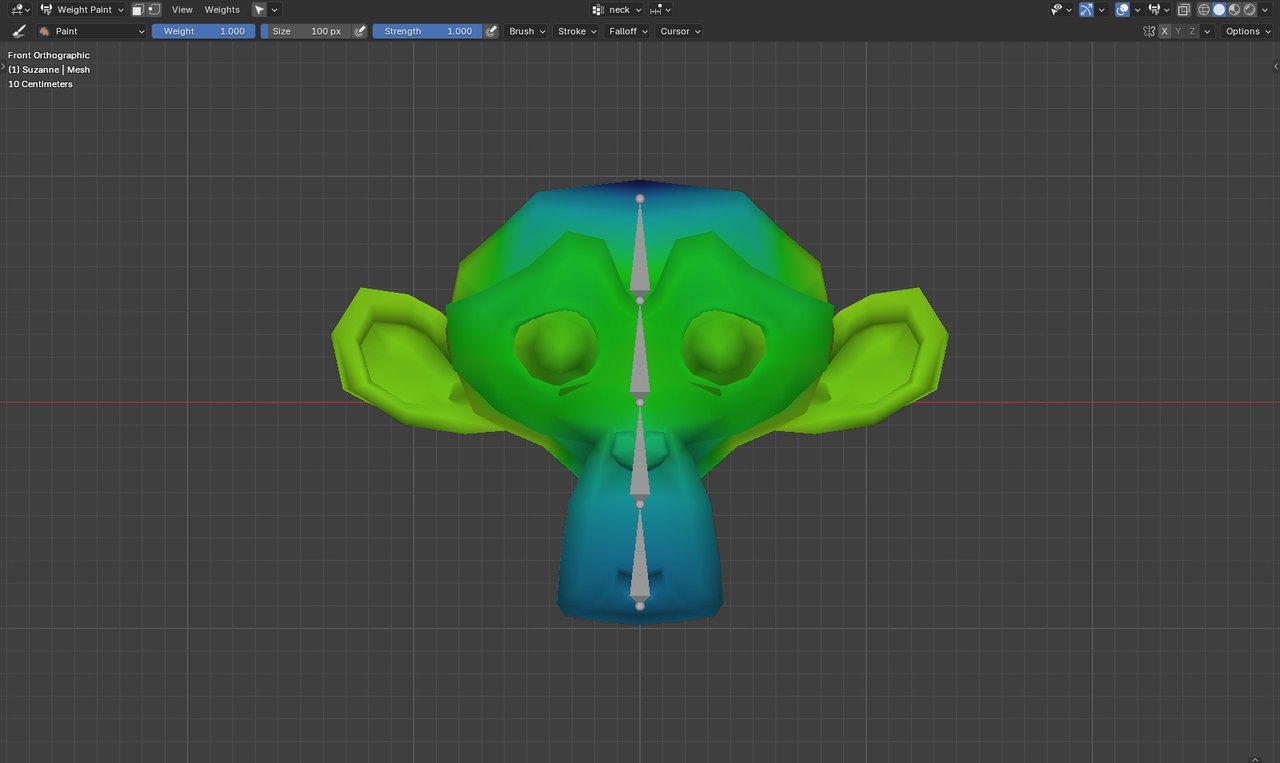 Weight Paint View Weights neck
Paint Weight 1.000 Size 100 px Strength 1.000 Brush Stroke Falloff Cursor X Y Z Options
Front Orthographic
(1) Suzanne | Mesh
10 Centimeters